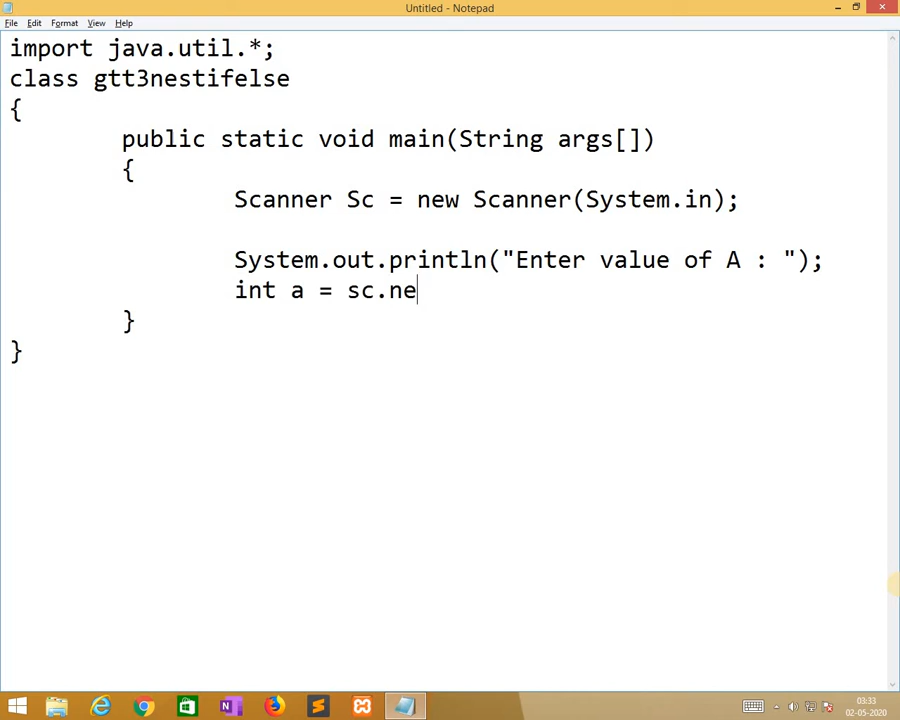 Untitled - Notepad
File Edit Format View Help
import java.util.*;
class gtt3nestifelse
{
public static void main(String args[])
{
Scanner Sc = new Scanner(System.in);
System.out.println("Enter value of A : ");
int a = sc.ne
}
}
03:33
02-05-2020